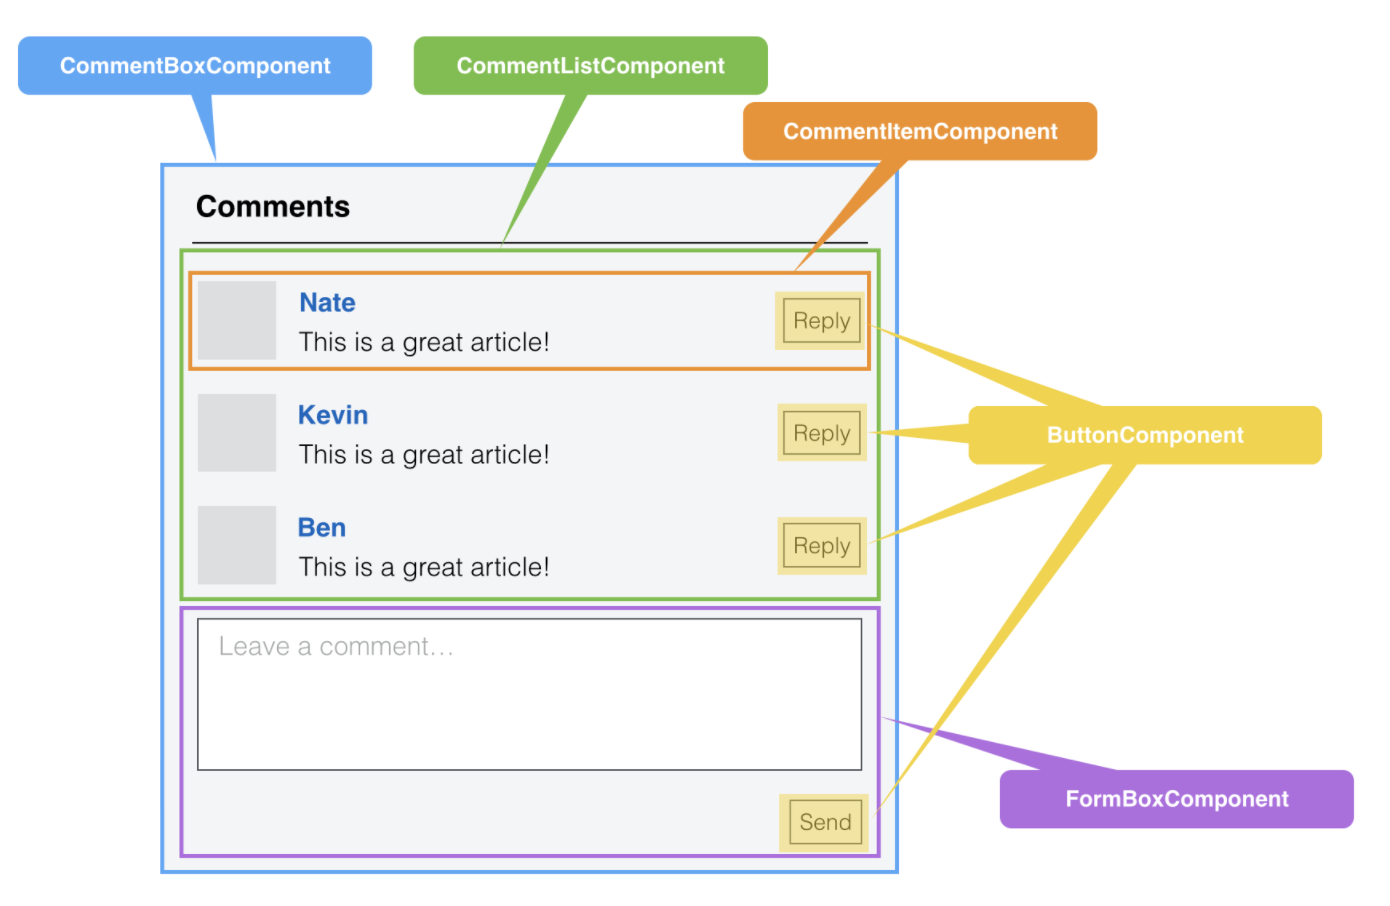 CommentBoxComponent
CommentListComponent
CommentItemComponent
Comments
Nate
This is a great article!
Reply
Kevin
This is a great article!
Reply
ButtonComponent
Ben
This is a great article!
Reply
Leave a comment...
FormBoxComponent
Send